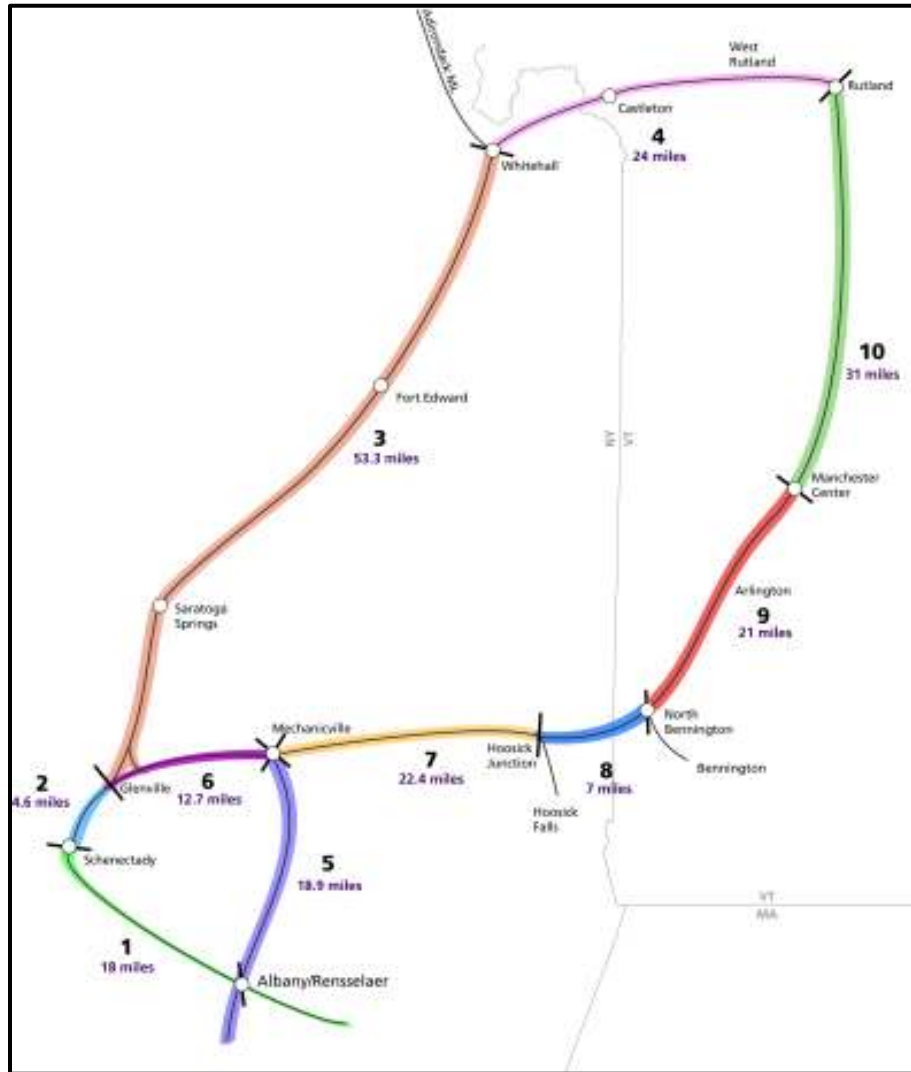 Adirondack Mt.
West
Rutland
Rutland
Castleton
4
24 miles
Whitehall
10
31 miles
Fort Edward
3
53.3 miles
NY
VT
Manchester
Center
Arlington
9
21 miles
Saratoga
Springs
North
Bennington
Bennington
Mechanicville
Hoosick
Junction
7
22.4 miles
8
7 miles
Hoosick
Falls
2
4.6 miles
Glenville
6
12.7 miles
Schenectady
5
18.9 miles
VT
MA
1
18 miles
Albany/Rensselaer